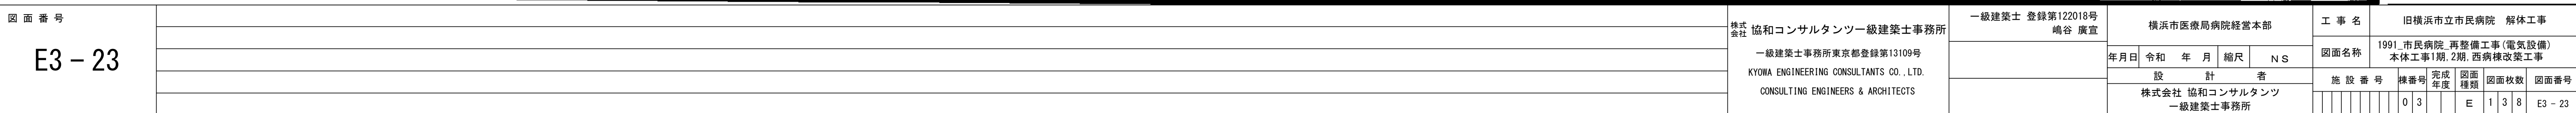 図面番号
E3－23
株式会社 協和コンサルタンツ一級建築士事務所
一級建築士事務所東京都登録第13109号
KYOWA ENGINEERING CONSULTANTS CO.,LTD.
CONSULTING ENGINEERS & ARCHITECTS
一級建築士 登録第122018号
嶋谷 廣宣
横浜市医療局病院経営本部
年月日 令和 年 月 縮尺 NS
設計者
株式会社 協和コンサルタンツ
一級建築士事務所
工事名 旧横浜市立市民病院 解体工事
図面名称 1991_市民病院_再整備工事(電気設備)
本体工事1期,2期,西病棟改築工事
施設番号 棟番号 完成年度 図面種類 図面枚数 図面番号
03 E 138 E3－23